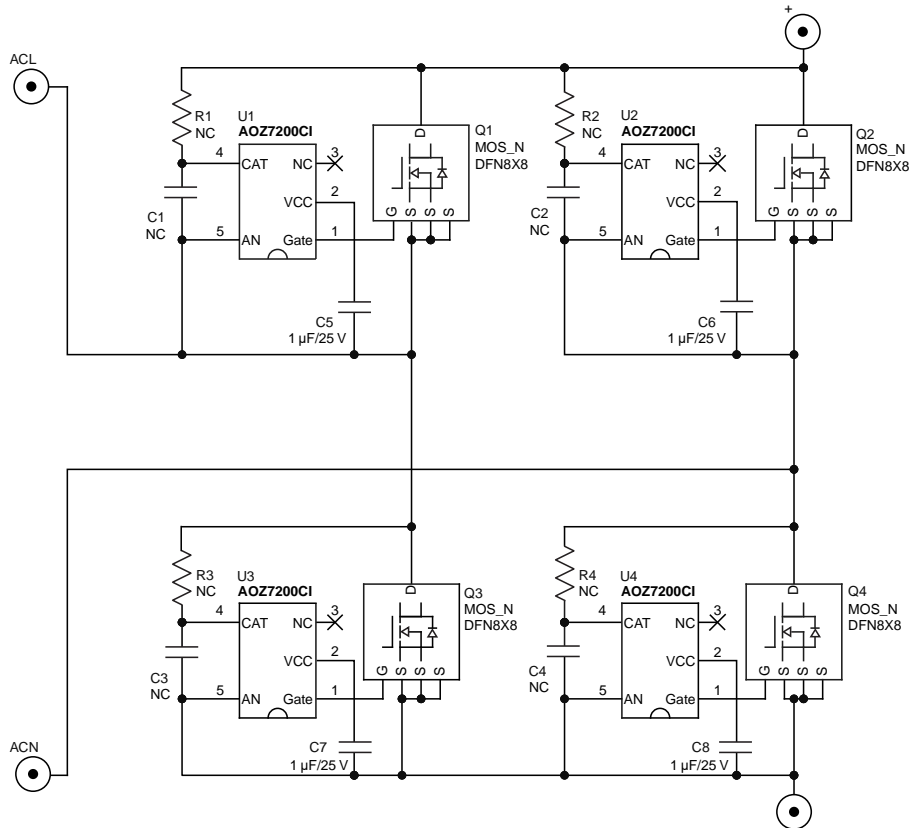 +
ACL
R1
NC
U1
AOZ7200CI
4
CAT
NC
3
VCC
2
5
AN
Gate
1
C1
NC
C5
1 µF/25 V
D
G
S
S
S
Q1
MOS_N
DFN8X8
R2
NC
U2
AOZ7200CI
4
CAT
NC
3
VCC
2
5
AN
Gate
1
C2
NC
C6
1 µF/25 V
D
G
S
S
S
Q2
MOS_N
DFN8X8
R3
NC
U3
AOZ7200CI
4
CAT
NC
3
VCC
2
5
AN
Gate
1
C3
NC
C7
1 µF/25 V
D
G
S
S
S
Q3
MOS_N
DFN8X8
R4
NC
U4
AOZ7200CI
4
CAT
NC
3
VCC
2
5
AN
Gate
1
C4
NC
C8
1 µF/25 V
D
G
S
S
S
Q4
MOS_N
DFN8X8
ACN